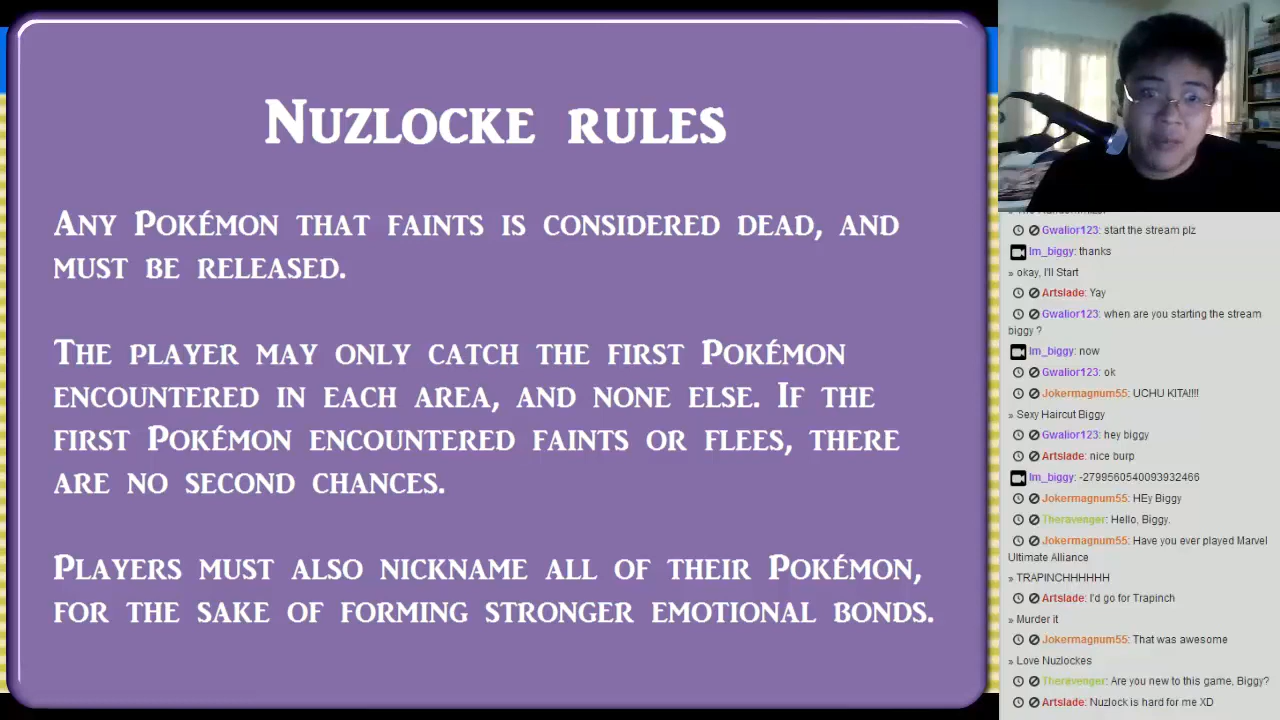 Nuzlocke rules
Any Pokémon that faints is considered dead, and
must be released.
The player may only catch the first Pokémon
encountered in each area, and none else. If the
first Pokémon encountered faints or flees, there
are no second chances.
Players must also nickname all of their Pokémon,
for the sake of forming stronger emotional bonds.
Gwalior123: start the stream plz
Im_biggy: thanks
» okay, I'll Start
Artslade: Yay
Gwalior123: when are you starting the stream
biggy ?
Im_biggy: now
Gwalior123: ok
Jokermagnum55: UCHU KITA!!!!
» Sexy Haircut Biggy
Gwalior123: hey biggy
Artslade: nice burp
Im_biggy: -2799560540093932466
Jokermagnum55: HEy Biggy
Theravenger: Hello, Biggy.
Jokermagnum55: Have you ever played Marvel
Ultimate Alliance
» TRAPINCHHHHHH
Artslade: I'd go for Trapinch
» Murder it
Jokermagnum55: That was awesome
» Love Nuzlockes
Theravenger: Are you new to this game, Biggy?
Artslade: Nuzlock is hard for me XD